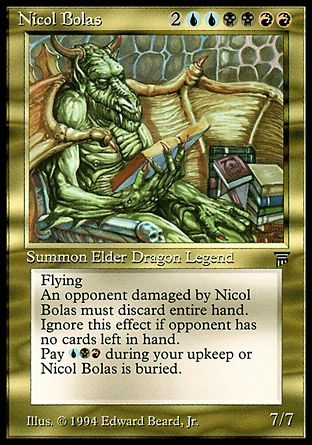 Nicol Bolas 2
Summon Elder Dragon Legend
Flying
An opponent damaged by Nicol
Bolas must discard entire hand.
Ignore this effect if opponent has
no cards left in hand.
Pay during your upkeep or
Nicol Bolas is buried.
Illus. © 1994 Edward Beard, Jr. 7/7